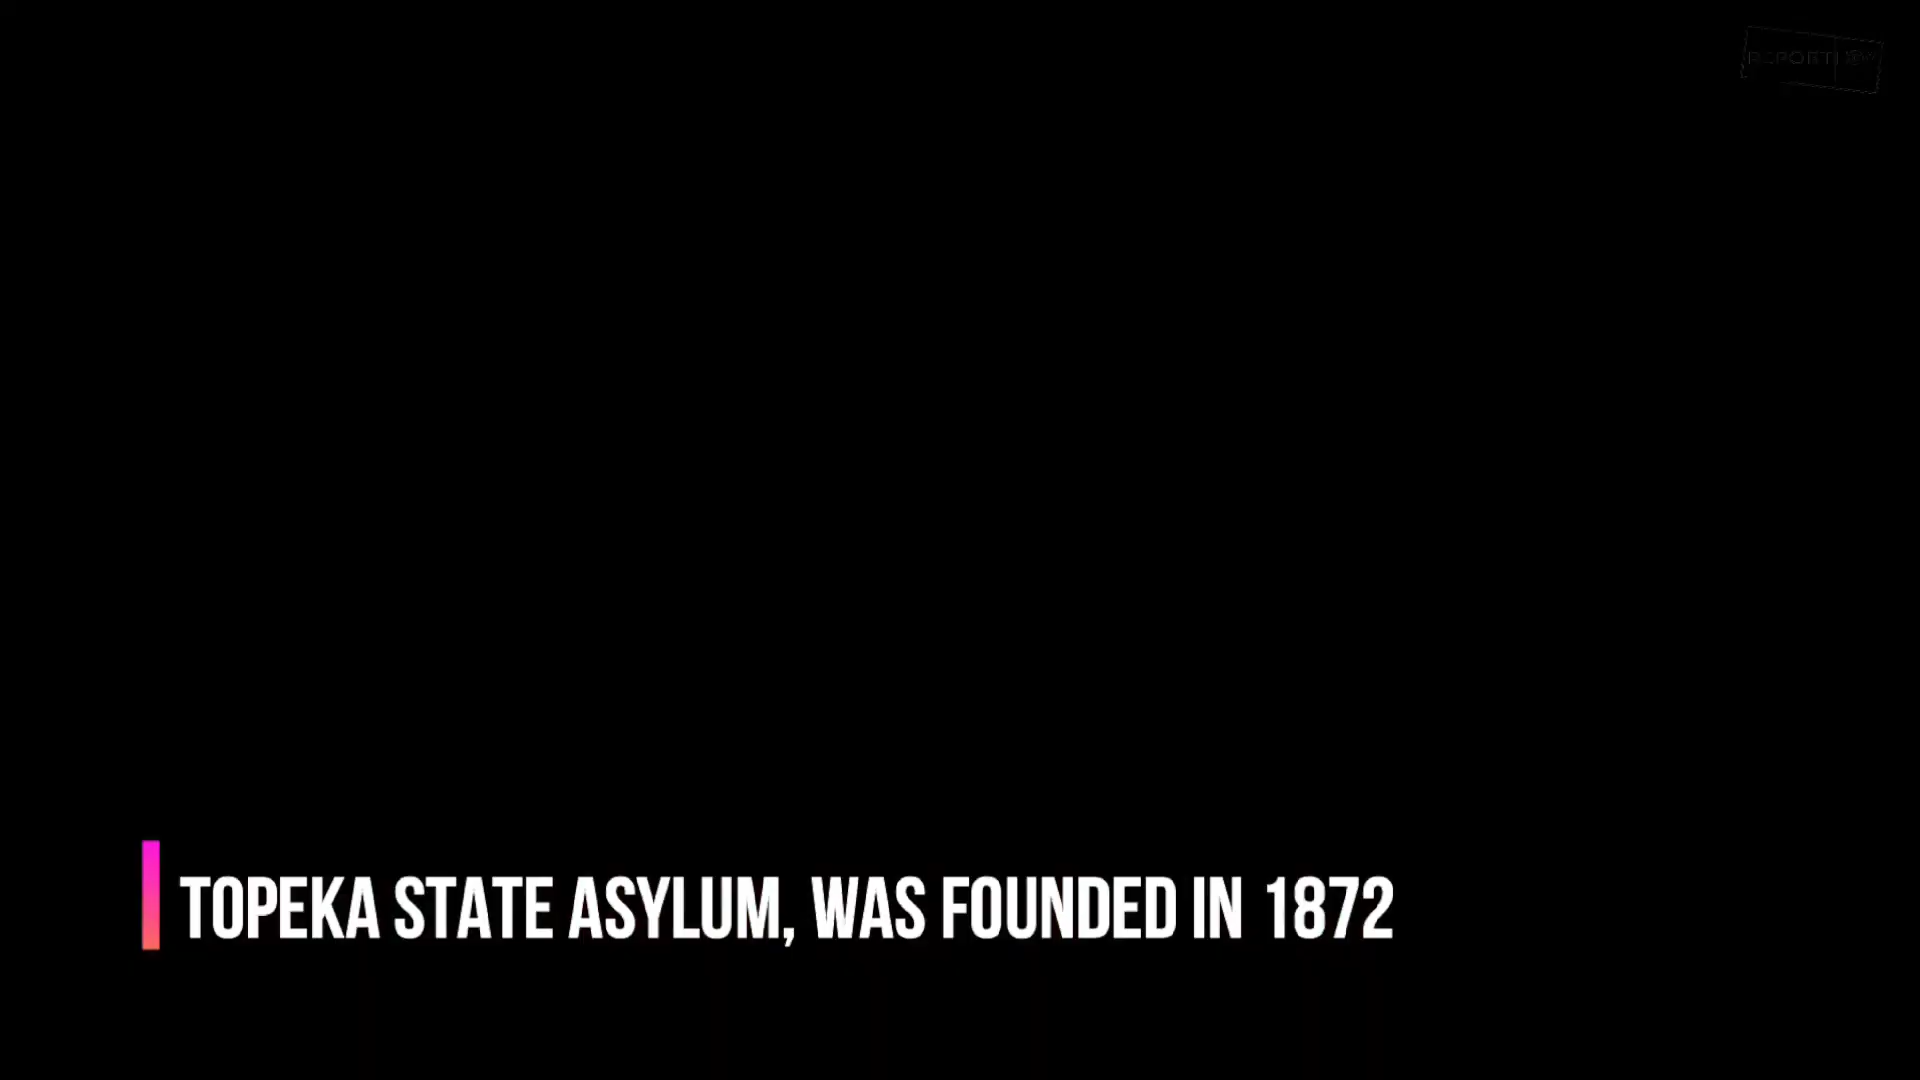 TOPEKA STATE ASYLUM, WAS FOUNDED IN 1872